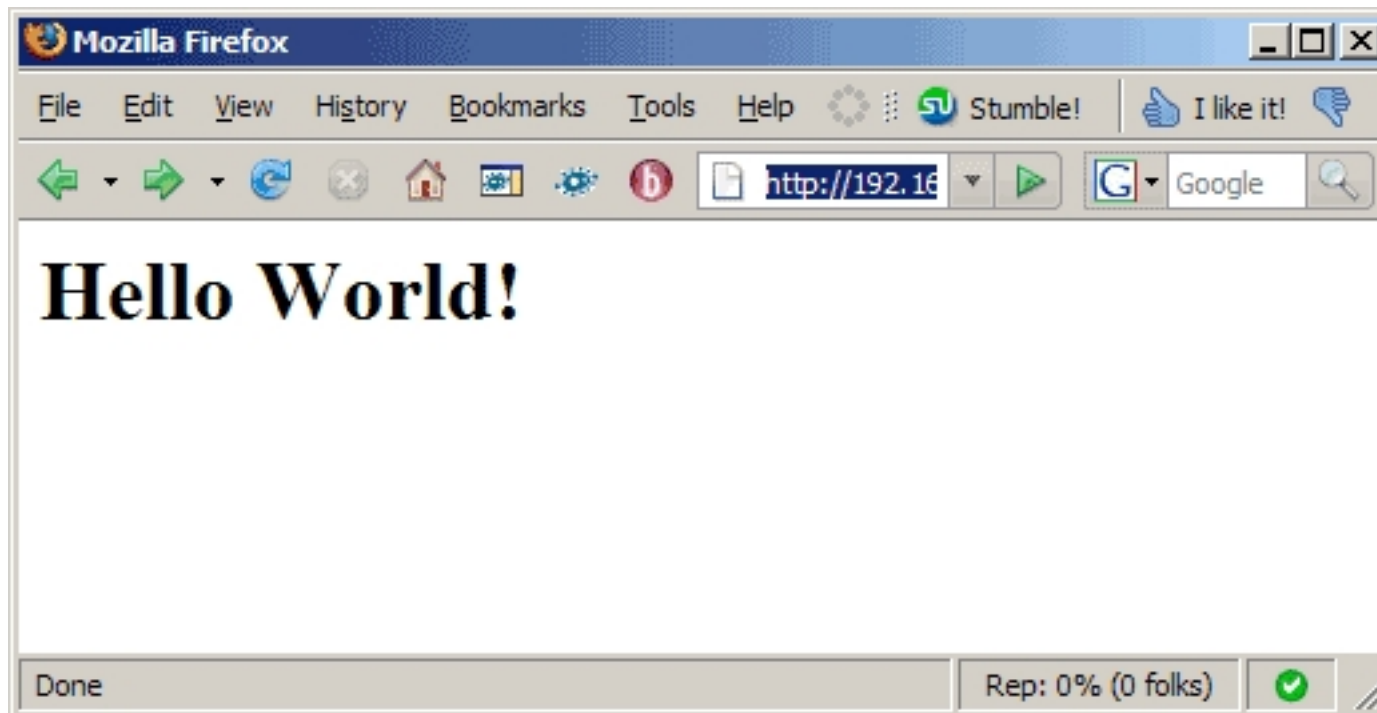 Mozilla Firefox
File Edit View History Bookmarks Tools Help Stumble! I like it!
http://192.16 Google
Hello World!
Done Rep: 0% (0 folks)